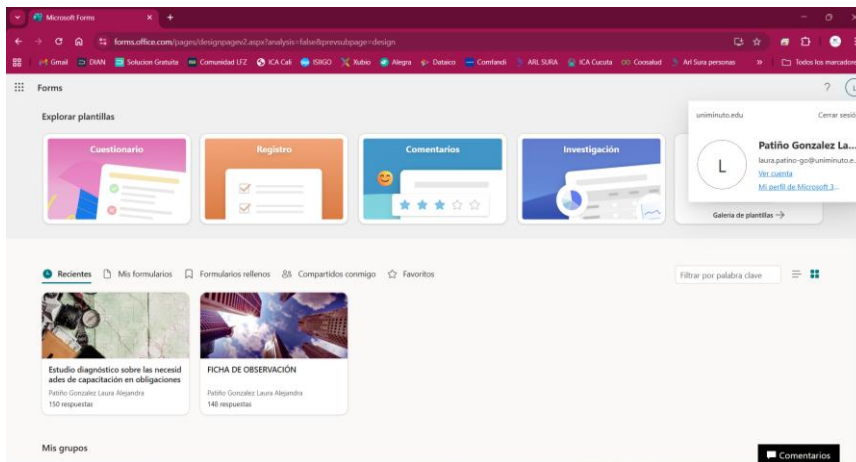 Microsoft Forms
forms.office.com/pages/designpagev2.aspx?analysis=false&prevsubpage=design
Gmail DIAN Solucion Gratuita Comunidad LFZ ICA Cali ISIIGO Xubio Alegra Dataico Comfandi ARL SURA ICA Cucuta Coosalud Arl Sura personas » Todos los marcadores
Forms ?
Explorar plantillas
uniminuto.edu Cerrar sesió
Cuestionario Registro Comentarios Investigación
L
Patiño Gonzalez La...
laura.patino-go@uniminuto.e...
Ver cuenta
Mi perfil de Microsoft 3...
Galería de plantillas →
Recientes Mis formularios Formularios rellenos Compartidos conmigo Favoritos Filtrar por palabra clave
Estudio diagnóstico sobre las necesid
ades de capacitación en obligaciones
Patiño Gonzalez Laura Alejandra
150 respuestas
FICHA DE OBSERVACIÓN
Patiño Gonzalez Laura Alejandra
148 respuestas
Mis grupos
Comentarios